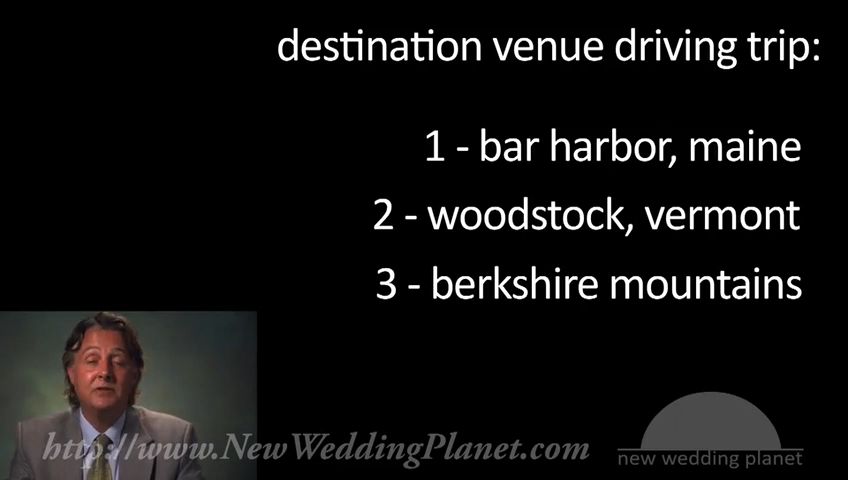 destination venue driving trip:
1 - bar harbor, maine
2 - woodstock, vermont
3 - berkshire mountains
http://www.NewWeddingPlanet.com
new wedding planet